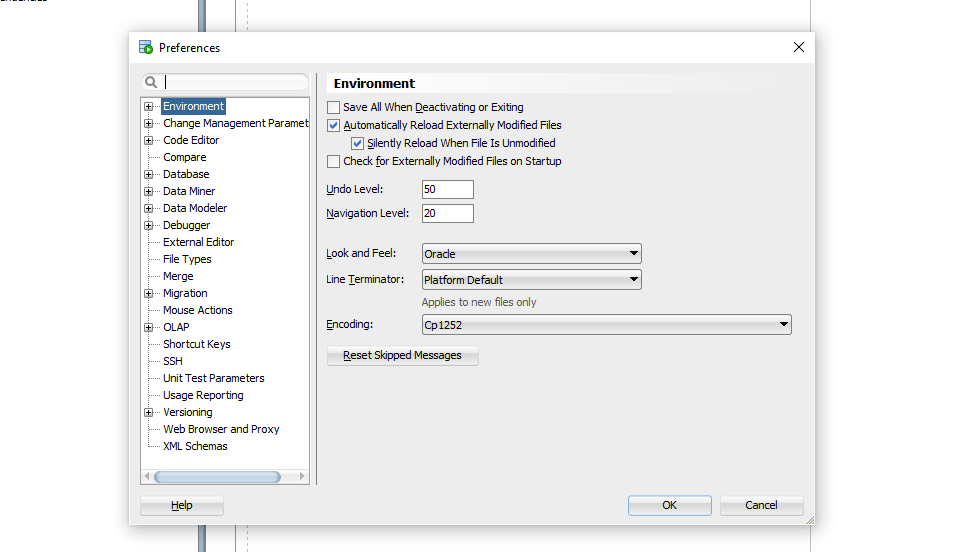 Preferences
Environment
Environment
Change Management Paramet
Code Editor
Compare
Database
Data Miner
Data Modeler
Debugger
External Editor
File Types
Merge
Migration
Mouse Actions
OLAP
Shortcut Keys
SSH
Unit Test Parameters
Usage Reporting
Versioning
Web Browser and Proxy
XML Schemas
Save All When Deactivating or Exiting
Automatically Reload Externally Modified Files
Silently Reload When File Is Unmodified
Check for Externally Modified Files on Startup
Undo Level: 50
Navigation Level: 20
Look and Feel: Oracle
Line Terminator: Platform Default
Applies to new files only
Encoding: Cp1252
Reset Skipped Messages
Help
OK
Cancel